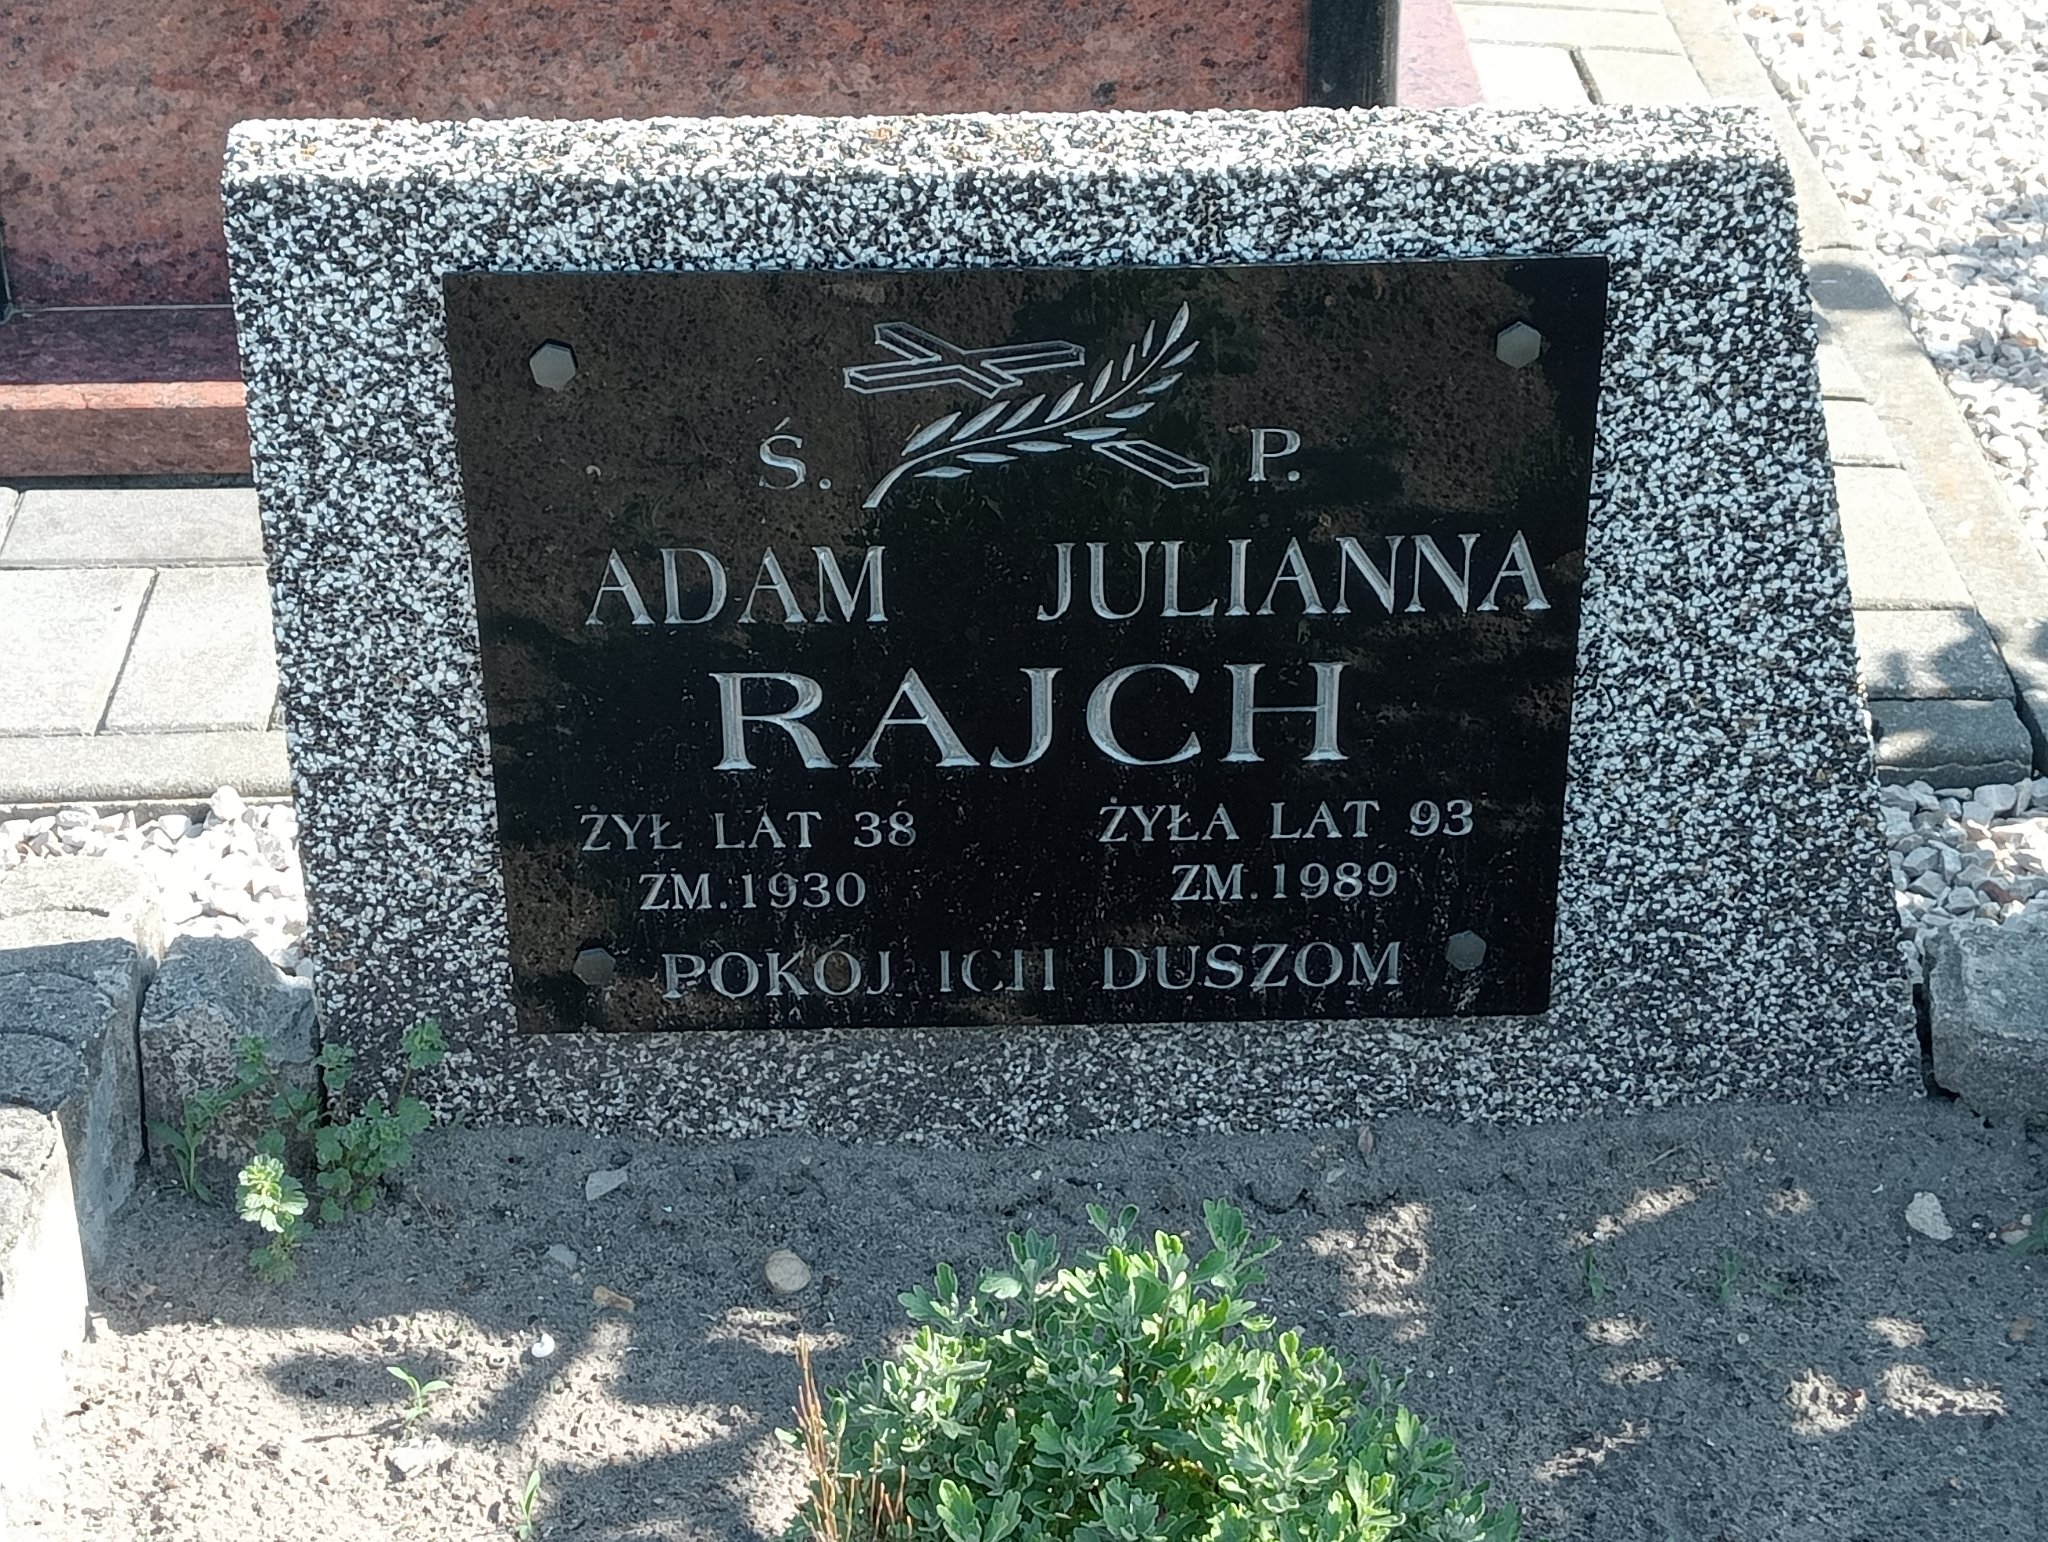 Ś. P.
ADAM JULIANNA
RAJCH
ŻYŁ LAT 38 ŻYŁA LAT 93
ZM.1930 ZM.1989
POKÓJ ICH DUSZOM